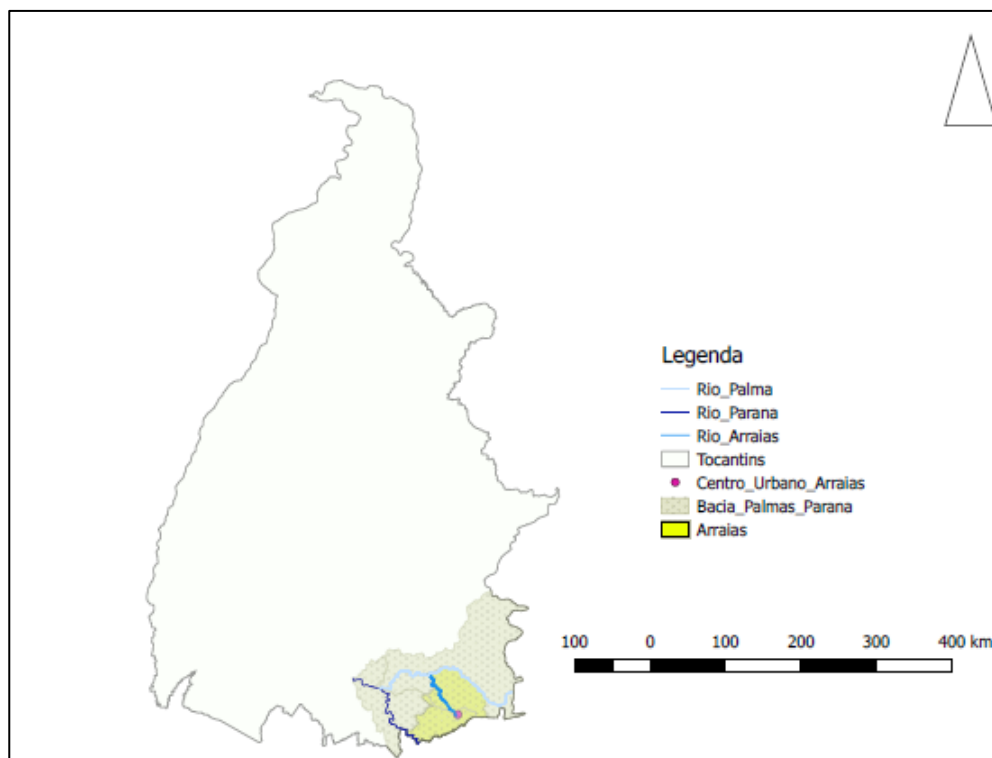 Legenda
Rio_Palma
Rio_Parana
Rio_Arraias
Tocantins
Centro_Urbano_Arraias
Bacia_Palmas_Parana
Arraias
100 0 100 200 300 400 km